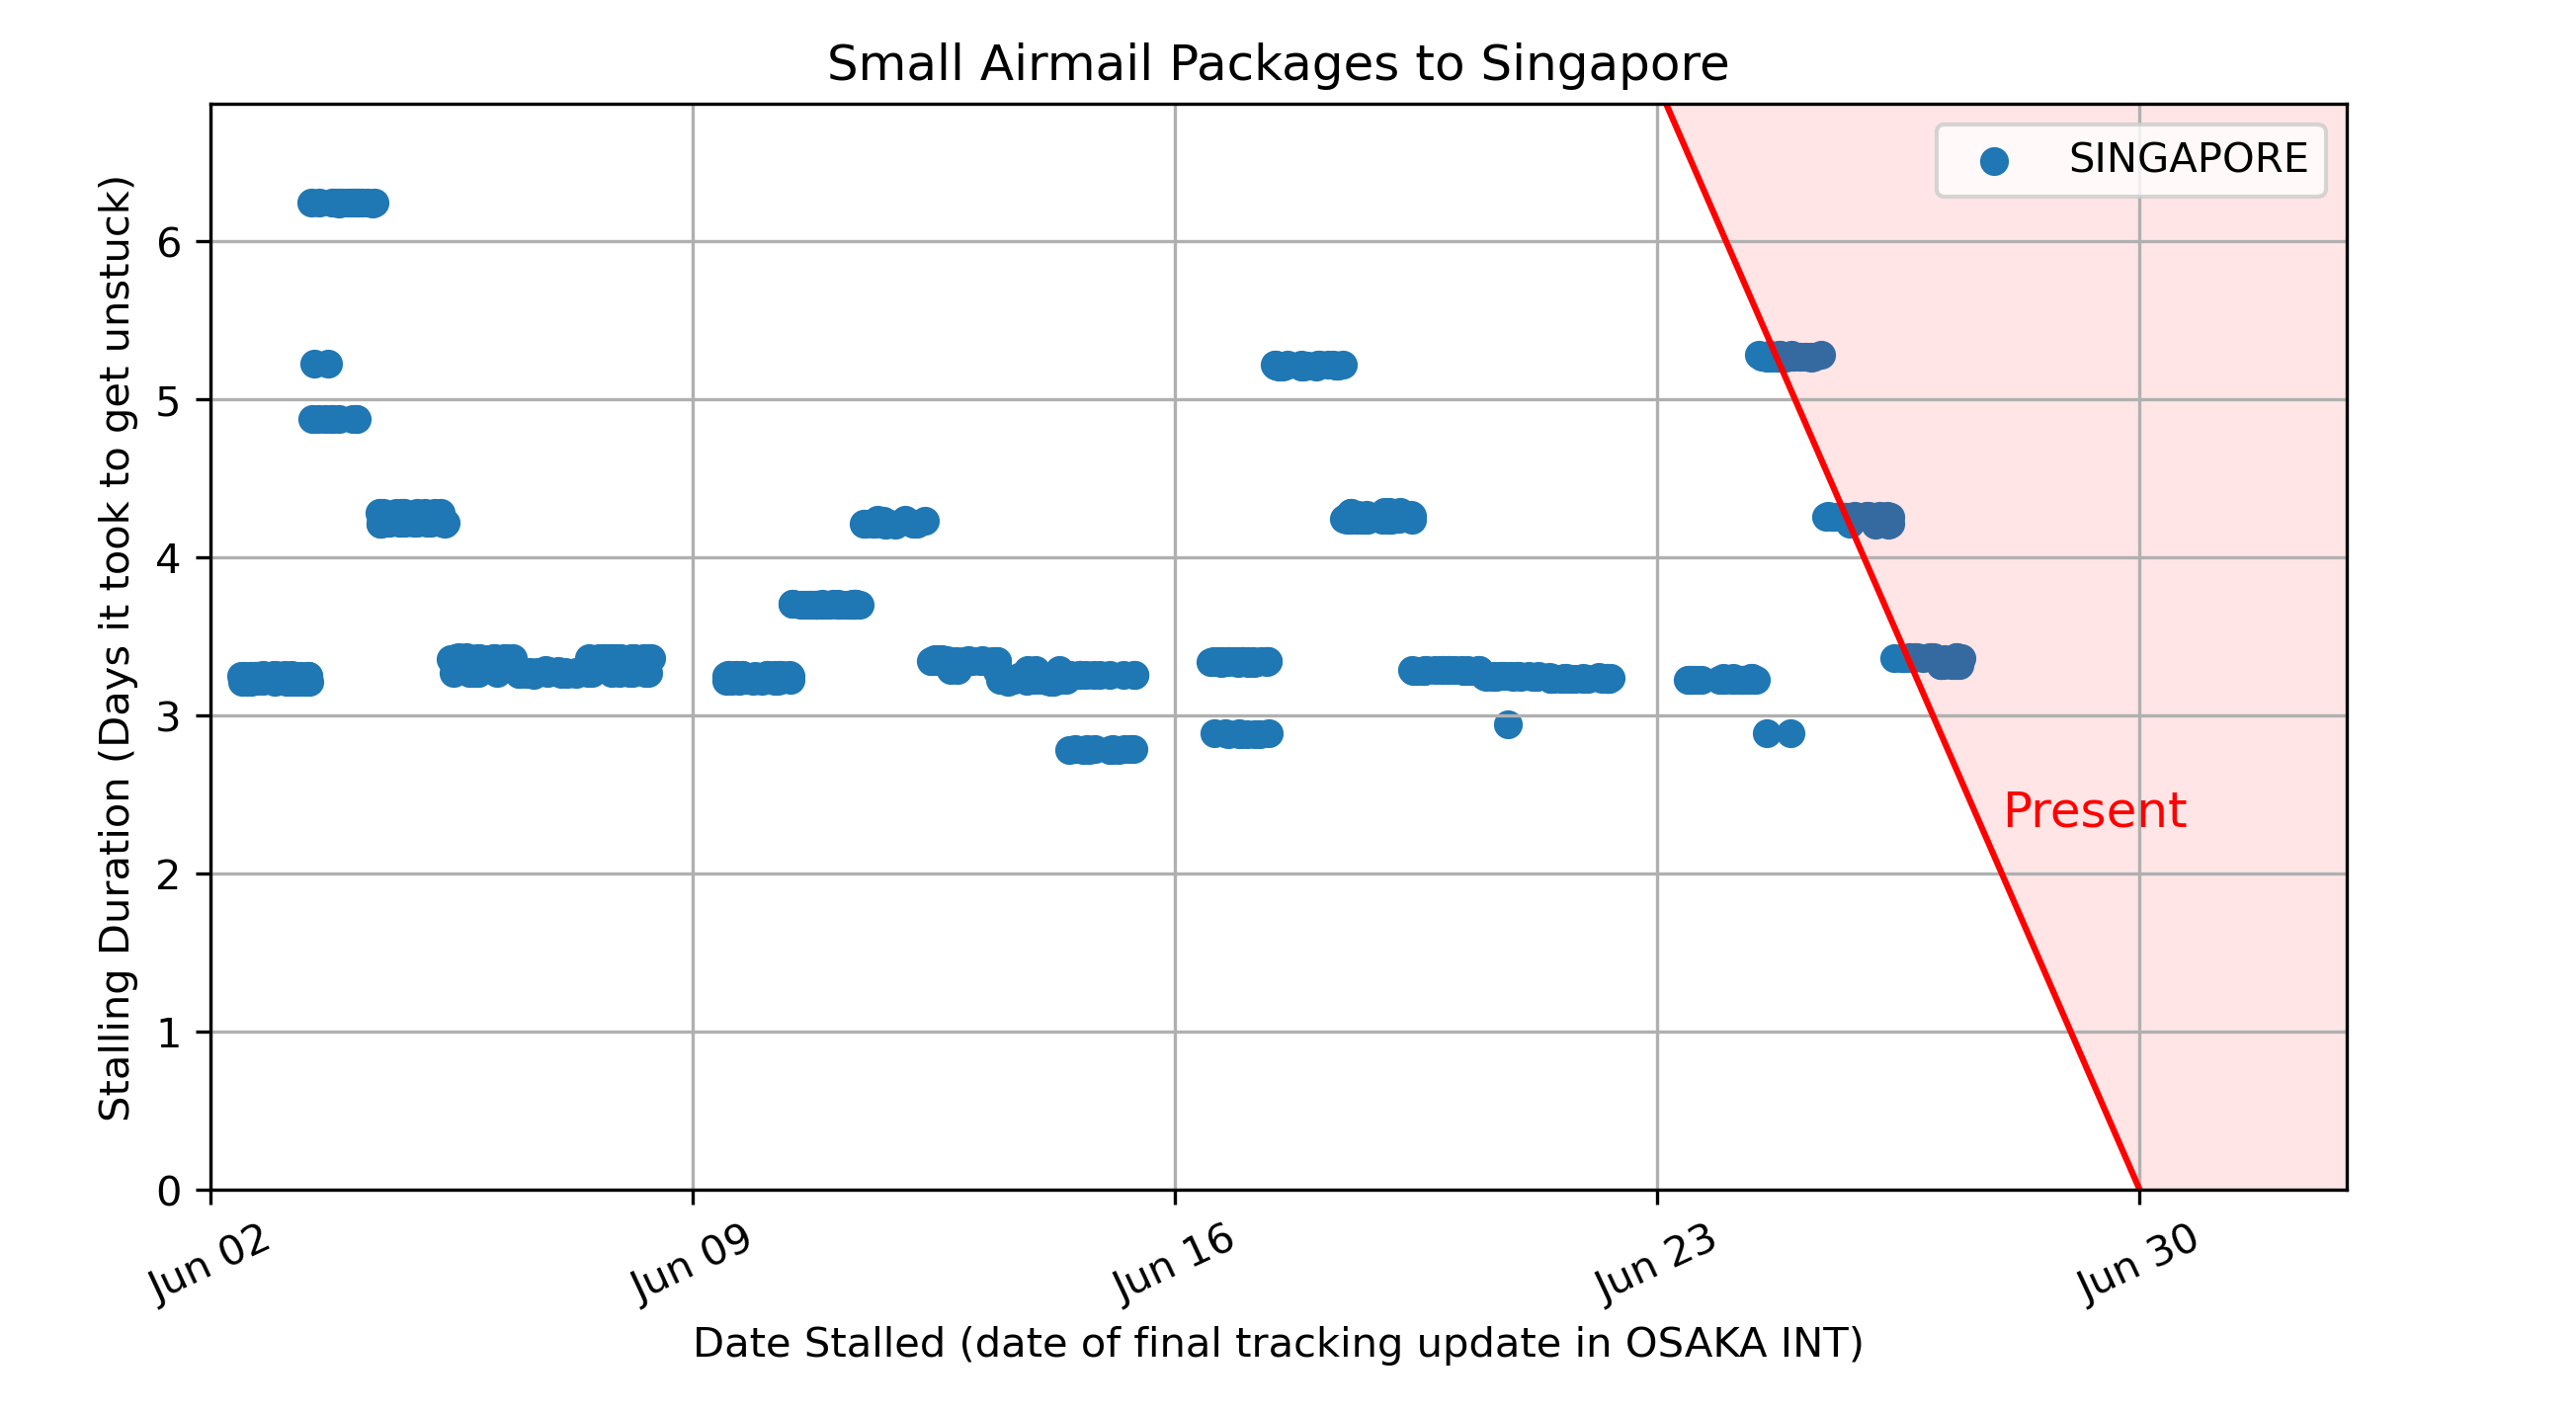 Small Airmail Packages to Singapore
SINGAPORE
Stalling Duration (Days it took to get unstuck)
6
5
4
3
2
1
0
Present
Jun 02
Jun 09
Jun 16
Jun 23
Jun 30
Date Stalled (date of final tracking update in OSAKA INT)